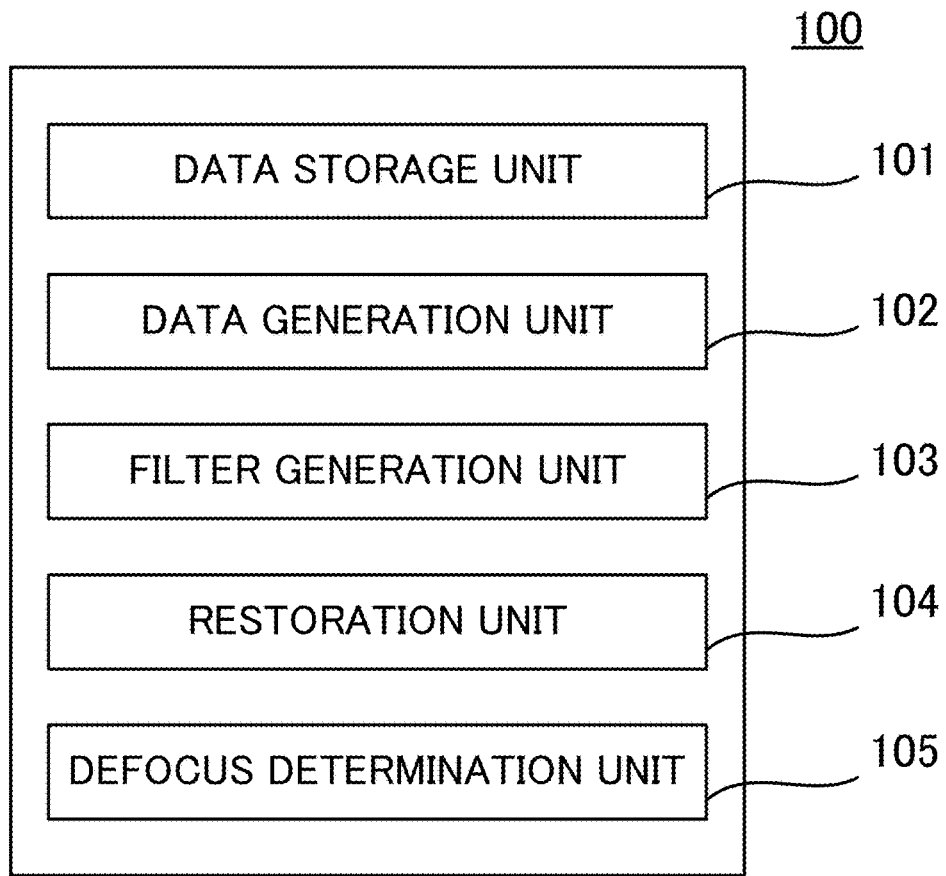 100
DATA STORAGE UNIT 101
DATA GENERATION UNIT 102
FILTER GENERATION UNIT 103
RESTORATION UNIT 104
DEFOCUS DETERMINATION UNIT 105